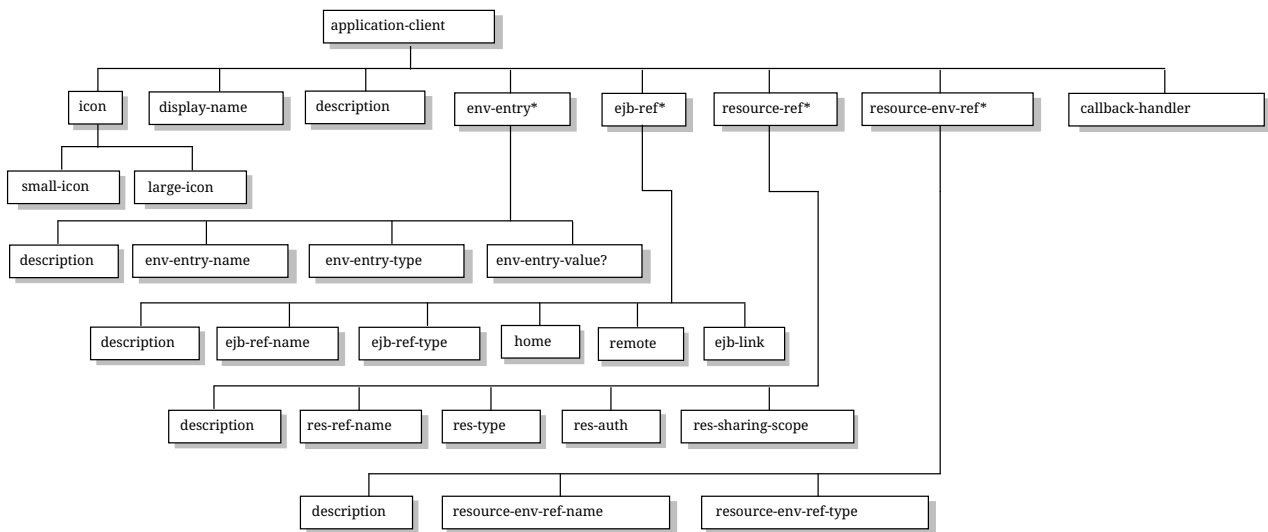 application-client
icon
display-name
description
env-entry*
ejb-ref*
resource-ref*
resource-env-ref*
callback-handler
small-icon
large-icon
description
env-entry-name
env-entry-type
env-entry-value?
description
ejb-ref-name
ejb-ref-type
home
remote
ejb-link
description
res-ref-name
res-type
res-auth
res-sharing-scope
description
resource-env-ref-name
resource-env-ref-type